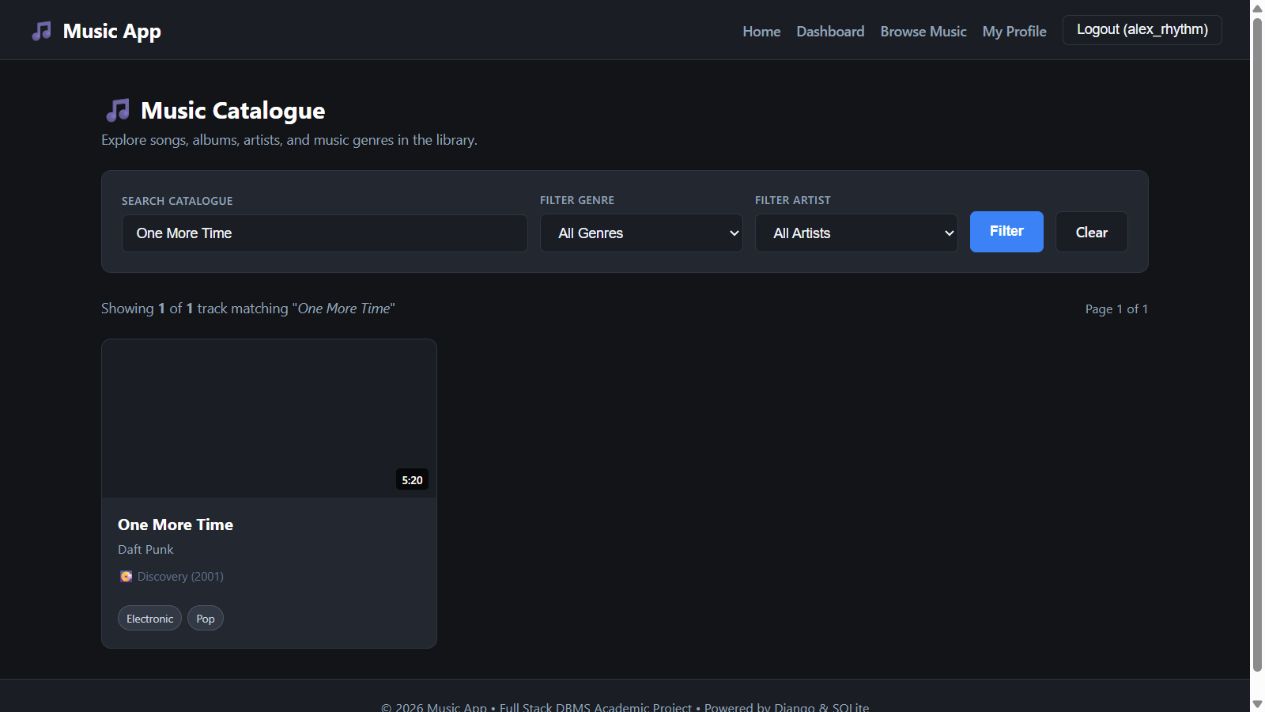 Music App
Home Dashboard Browse Music My Profile Logout (alex_rhythm)
Music Catalogue
Explore songs, albums, artists, and music genres in the library.
SEARCH CATALOGUE FILTER GENRE FILTER ARTIST
One More Time All Genres All Artists Filter Clear
Showing 1 of 1 track matching "One More Time" Page 1 of 1
5:20
One More Time
Daft Punk
Discovery (2001)
Electronic Pop
© 2026 Music App • Full Stack DBMS Academic Project • Powered by Django & SQLite